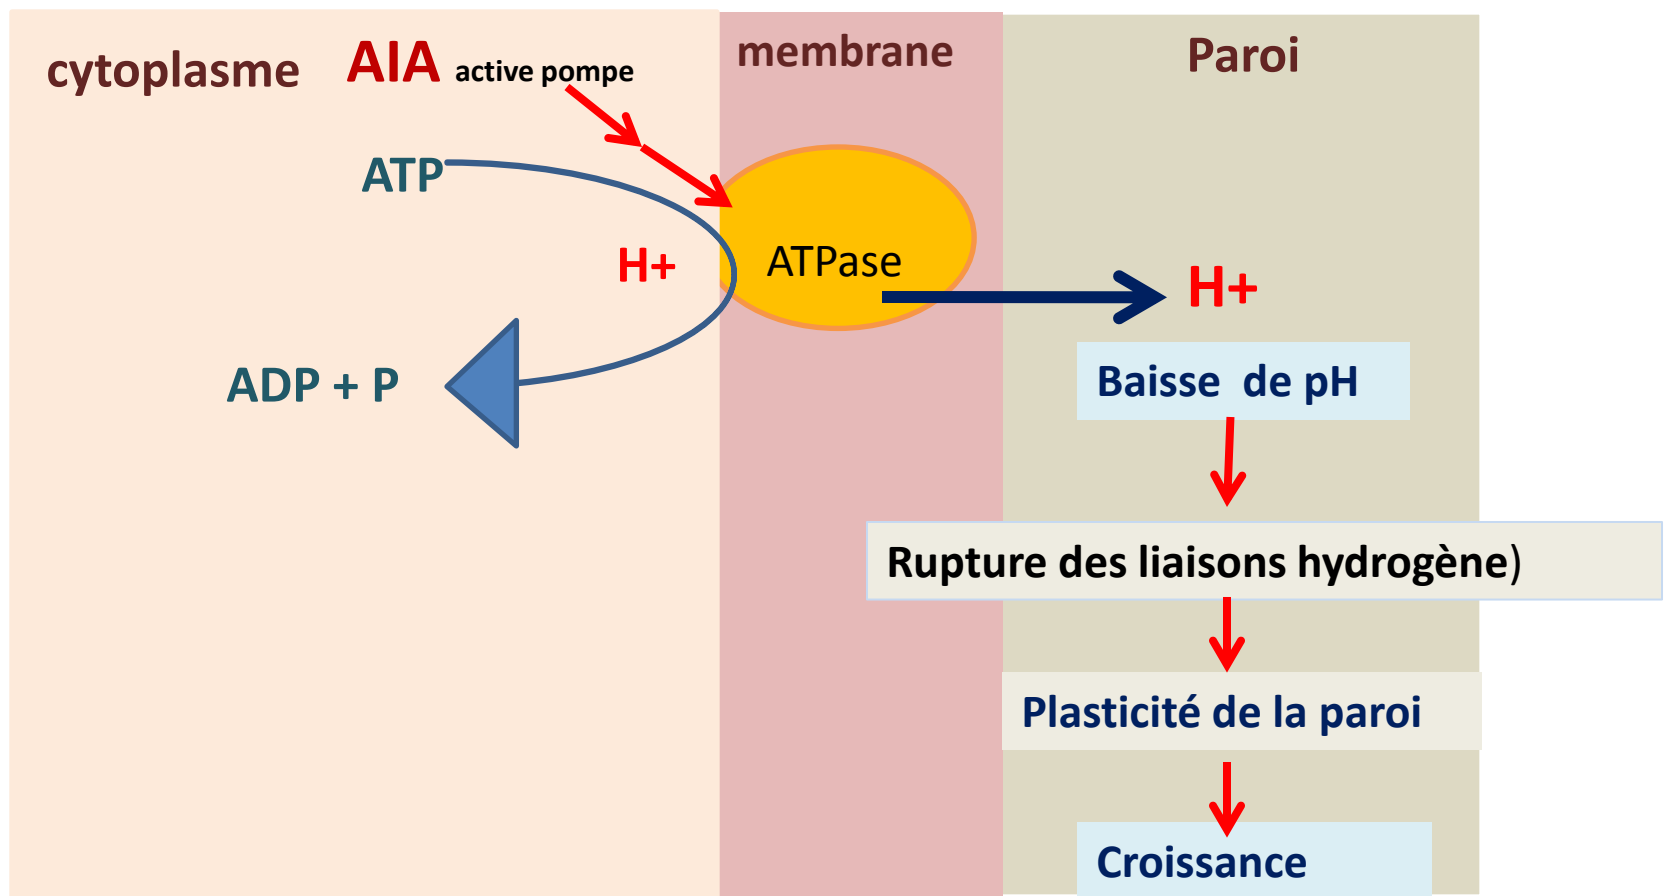 cytoplasme
AIA active pompe
membrane
Paroi
ATP
H+
ATPase
H+
ADP + P
Baisse de pH
Rupture des liaisons hydrogène)
Plasticité de la paroi
Croissance